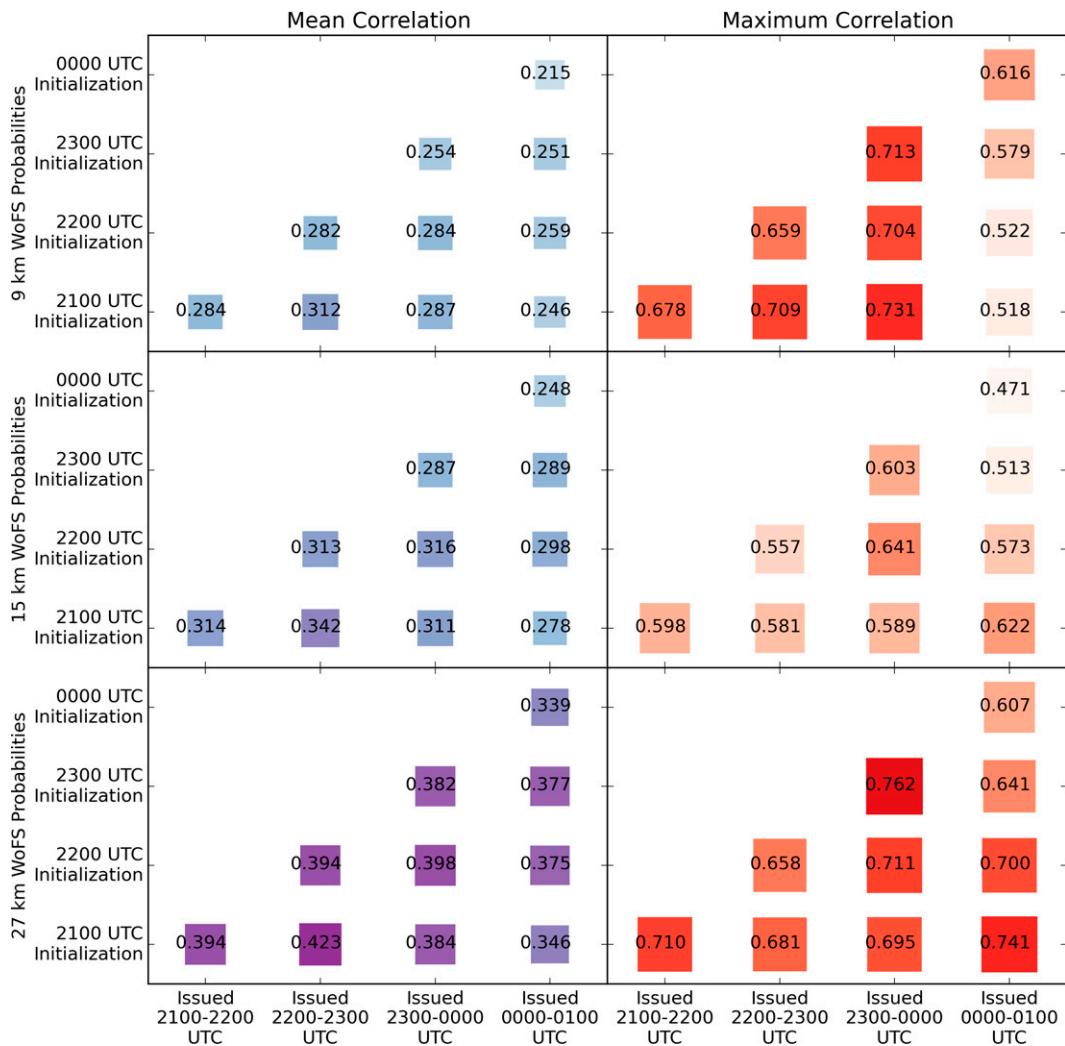 Mean Correlation
Maximum Correlation
9 km WoFS Probabilities
0000 UTC
Initialization
0.215
0.616
2300 UTC
Initialization
0.254
0.251
0.713
0.579
2200 UTC
Initialization
0.282
0.284
0.259
0.659
0.704
0.522
2100 UTC
Initialization
0.284
0.312
0.287
0.246
0.678
0.709
0.731
0.518
15 km WoFS Probabilities
0000 UTC
Initialization
0.248
0.471
2300 UTC
Initialization
0.287
0.289
0.603
0.513
2200 UTC
Initialization
0.313
0.316
0.298
0.557
0.641
0.573
2100 UTC
Initialization
0.314
0.342
0.311
0.278
0.598
0.581
0.589
0.622
27 km WoFS Probabilities
0000 UTC
Initialization
0.339
0.607
2300 UTC
Initialization
0.382
0.377
0.762
0.641
2200 UTC
Initialization
0.394
0.398
0.375
0.658
0.711
0.700
2100 UTC
Initialization
0.394
0.423
0.384
0.346
0.710
0.681
0.695
0.741
Issued
2100-2200
UTC
Issued
2200-2300
UTC
Issued
2300-0000
UTC
Issued
0000-0100
UTC
Issued
2100-2200
UTC
Issued
2200-2300
UTC
Issued
2300-0000
UTC
Issued
0000-0100
UTC